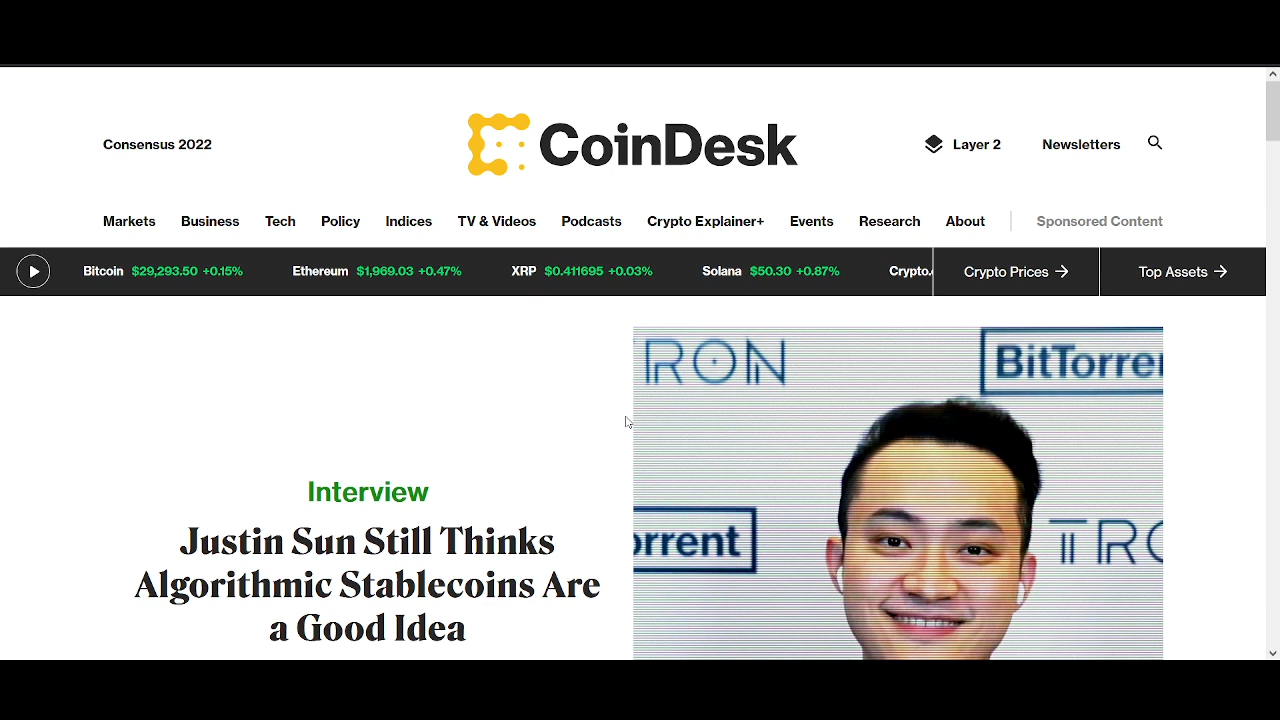 Consensus 2022
CoinDesk
Layer 2
Newsletters
Markets Business Tech Policy Indices TV & Videos Podcasts Crypto Explainer+ Events Research About Sponsored Content
Bitcoin $29,293.50 +0.15% Ethereum $1,969.03 +0.47% XRP $0.411695 +0.03% Solana $50.30 +0.87% Crypto. Crypto Prices → Top Assets →
TRON
BitTorre
Interview
Justin Sun Still Thinks
Algorithmic Stablecoins Are
a Good Idea
orrent
TRO